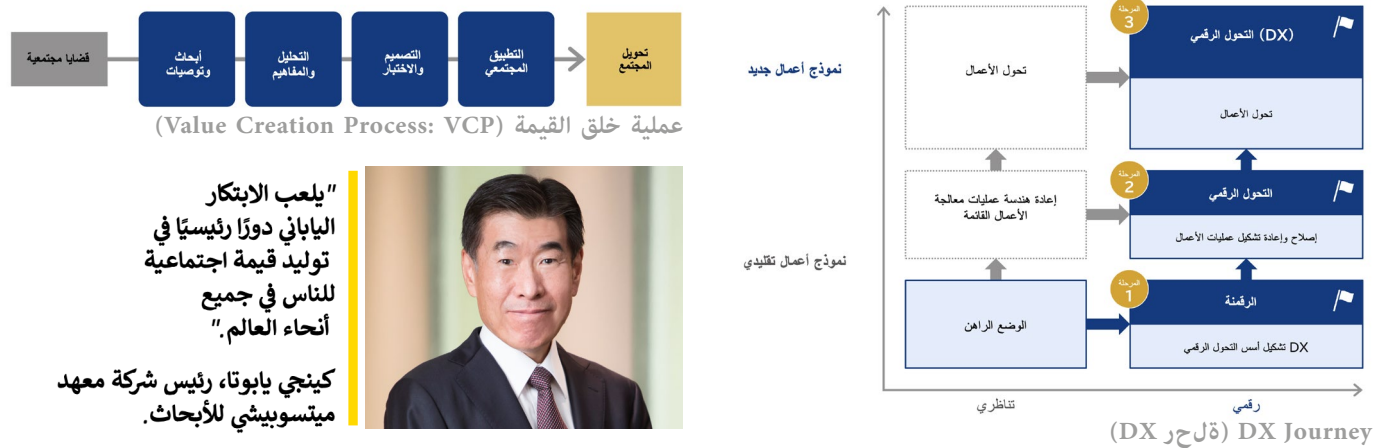 قضايا مجتمعية
أبحاث
وتوصيات
التحليل
والمفاهيم
التصميم
والاختبار
التطبيق
المجتمعي
تحويل
المجتمع
عملية خلق القيمة (Value Creation Process: VCP)
"يلعب الابتكار
الياباني دورًا رئيسيًا في
توليد قيمة اجتماعية
للناس في جميع
أنحاء العالم."
كينجي يابوتا، رئيس شركة معهد
ميتسوبيشي للأبحاث.
نموذج أعمال جديد
نموذج أعمال تقليدي
تحول الأعمال
المرحلة
3
(DX) التحول الرقمي
تحول الأعمال
إعادة هندسة عمليات معالجة
الأعمال القائمة
المرحلة
2
التحول الرقمي
إصلاح وإعادة تشكيل عمليات الأعمال
الوضع الراهن
المرحلة
1
الرقمنة
DX تشكيل أسس التحول الرقمي
تناظري
رقمي
DX Journey (ةلحر DX)